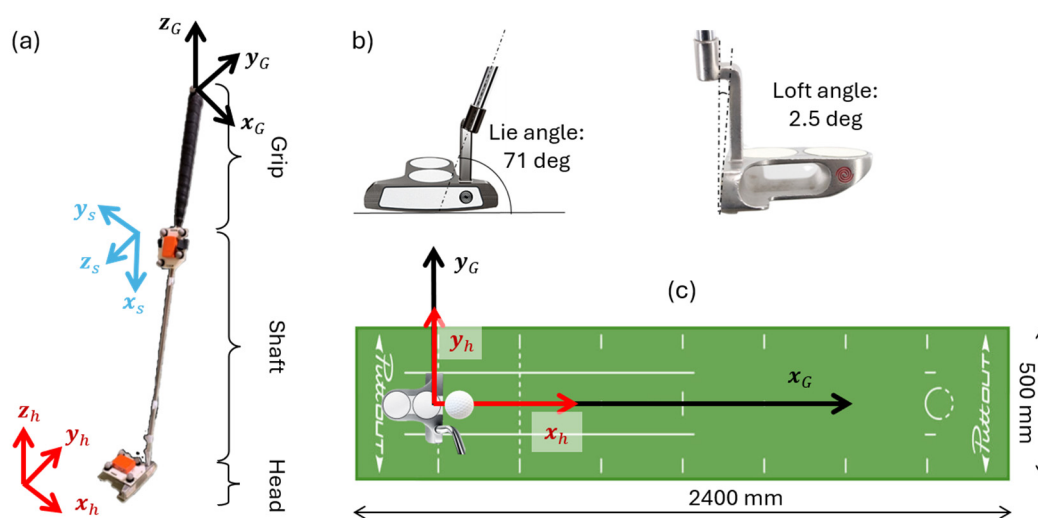 (a)
z_G
y_G
x_G
Grip
y_s
z_s
x_s
Shaft
z_h
y_h
x_h
Head
b)
Lie angle:
71 deg
Loft angle:
2.5 deg
(c)
y_G
y_h
x_G
x_h
PuttOUT
PuttOUT
500 mm
2400 mm